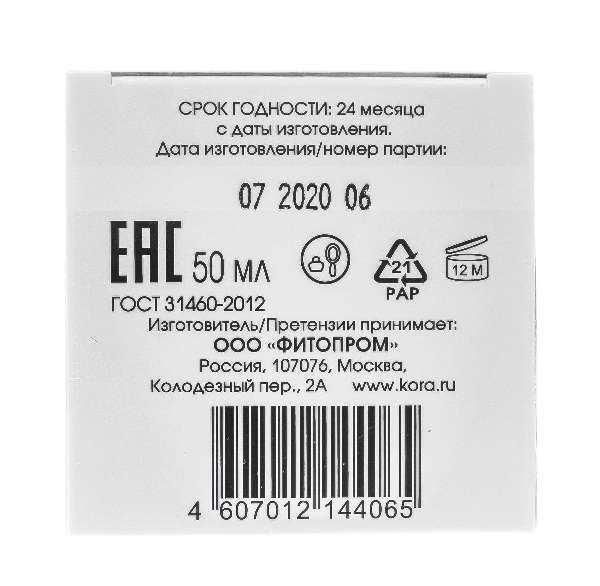 СРОК ГОДНОСТИ: 24 месяца
с даты изготовления.
Дата изготовления/номер партии:
07 2020 06
ЕАС 50 МЛ
21
PAP
12 M
ГОСТ 31460-2012
Изготовитель/Претензии принимает:
ООО «ФИТОПРОМ»
Россия, 107076, Москва,
Колодезный пер., 2А www.kora.ru
4 607012 144065